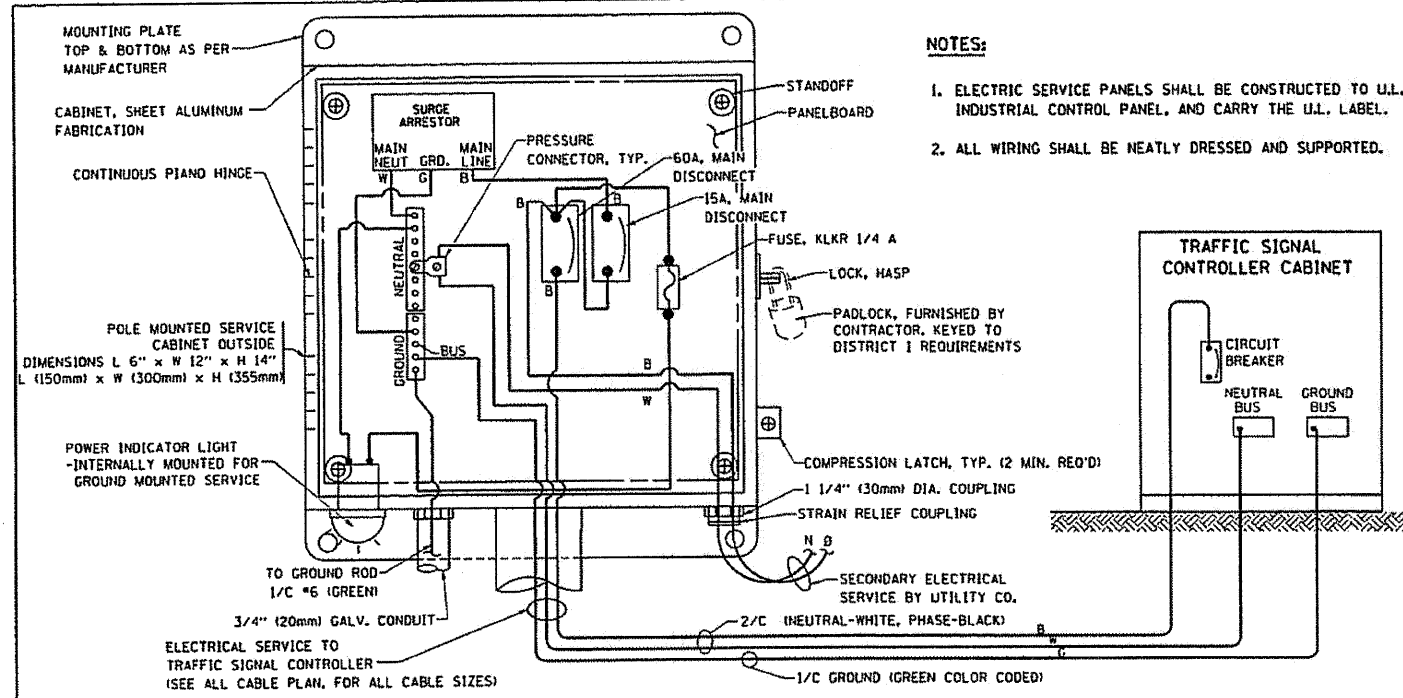 MOUNTING PLATE
TOP & BOTTOM AS PER
MANUFACTURER
CABINET, SHEET ALUMINUM
FABRICATION
CONTINUOUS PIANO HINGE
POLE MOUNTED SERVICE
CABINET OUTSIDE
DIMENSIONS L 6" x W 12" x H 14"
L (150mm) x W (300mm) x H (355mm)
POWER INDICATOR LIGHT
-INTERNALLY MOUNTED FOR
GROUND MOUNTED SERVICE
SURGE
ARRESTOR
MAIN
NEUT
GRD.
MAIN
LINE
W
G
B
PRESSURE
CONNECTOR, TYP.
NEUTRAL
GROUND
BUS
B
B
B
B
W
STANDOFF
PANELBOARD
60A, MAIN
DISCONNECT
15A, MAIN
DISCONNECT
FUSE, KLKR 1/4 A
LOCK, HASP
PADLOCK, FURNISHED BY
CONTRACTOR. KEYED TO
DISTRICT 1 REQUIREMENTS
COMPRESSION LATCH, TYP. (2 MIN. REQ'D)
1 1/4" (30mm) DIA. COUPLING
STRAIN RELIEF COUPLING
N
SECONDARY ELECTRICAL
SERVICE BY UTILITY CO.
TO GROUND ROD
1/C #6 (GREEN)
3/4" (20mm) GALV. CONDUIT
ELECTRICAL SERVICE TO
TRAFFIC SIGNAL CONTROLLER
(SEE ALL CABLE PLAN, FOR ALL CABLE SIZES)
2/C (NEUTRAL-WHITE, PHASE-BLACK)
B
W
G
1/C GROUND (GREEN COLOR CODED)
NOTES:
1. ELECTRIC SERVICE PANELS SHALL BE CONSTRUCTED TO U.L.
INDUSTRIAL CONTROL PANEL, AND CARRY THE U.L. LABEL.
2. ALL WIRING SHALL BE NEATLY DRESSED AND SUPPORTED.
TRAFFIC SIGNAL
CONTROLLER CABINET
CIRCUIT
BREAKER
NEUTRAL
BUS
GROUND
BUS